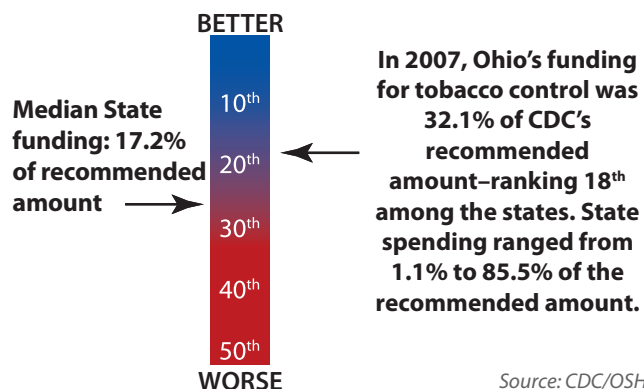 BETTER
10th
20th
30th
40th
50th
WORSE
Median State
funding: 17.2%
of recommended
amount
In 2007, Ohio’s funding
for tobacco control was
32.1% of CDC’s
recommended
amount–ranking 18th
among the states. State
spending ranged from
1.1% to 85.5% of the
recommended amount.
Source: CDC/OSH